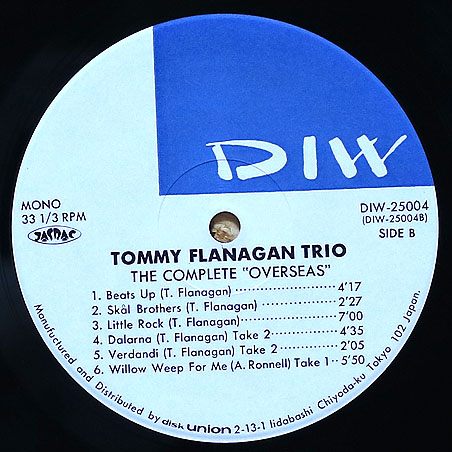 DIW
MONO
33 1/3 RPM
JASRAC
DIW-25004
(DIW-25004B)
SIDE B
TOMMY FLANAGAN TRIO
THE COMPLETE "OVERSEAS"
1. Beats Up (T. Flanagan) 4'17
2. Skål Brothers (T. Flanagan) 2'27
3. Little Rock (T. Flanagan) 7'00
4. Dalarna (T. Flanagan) Take 2 4'35
5. Verdandi (T. Flanagan) Take 2 2'05
6. Willow Weep For Me (A. Ronnell) Take 1 5'50
Manufactured and Distributed by disk union 2-13-1 Iidabashi Chiyoda-ku Tokyo 102 Japan.